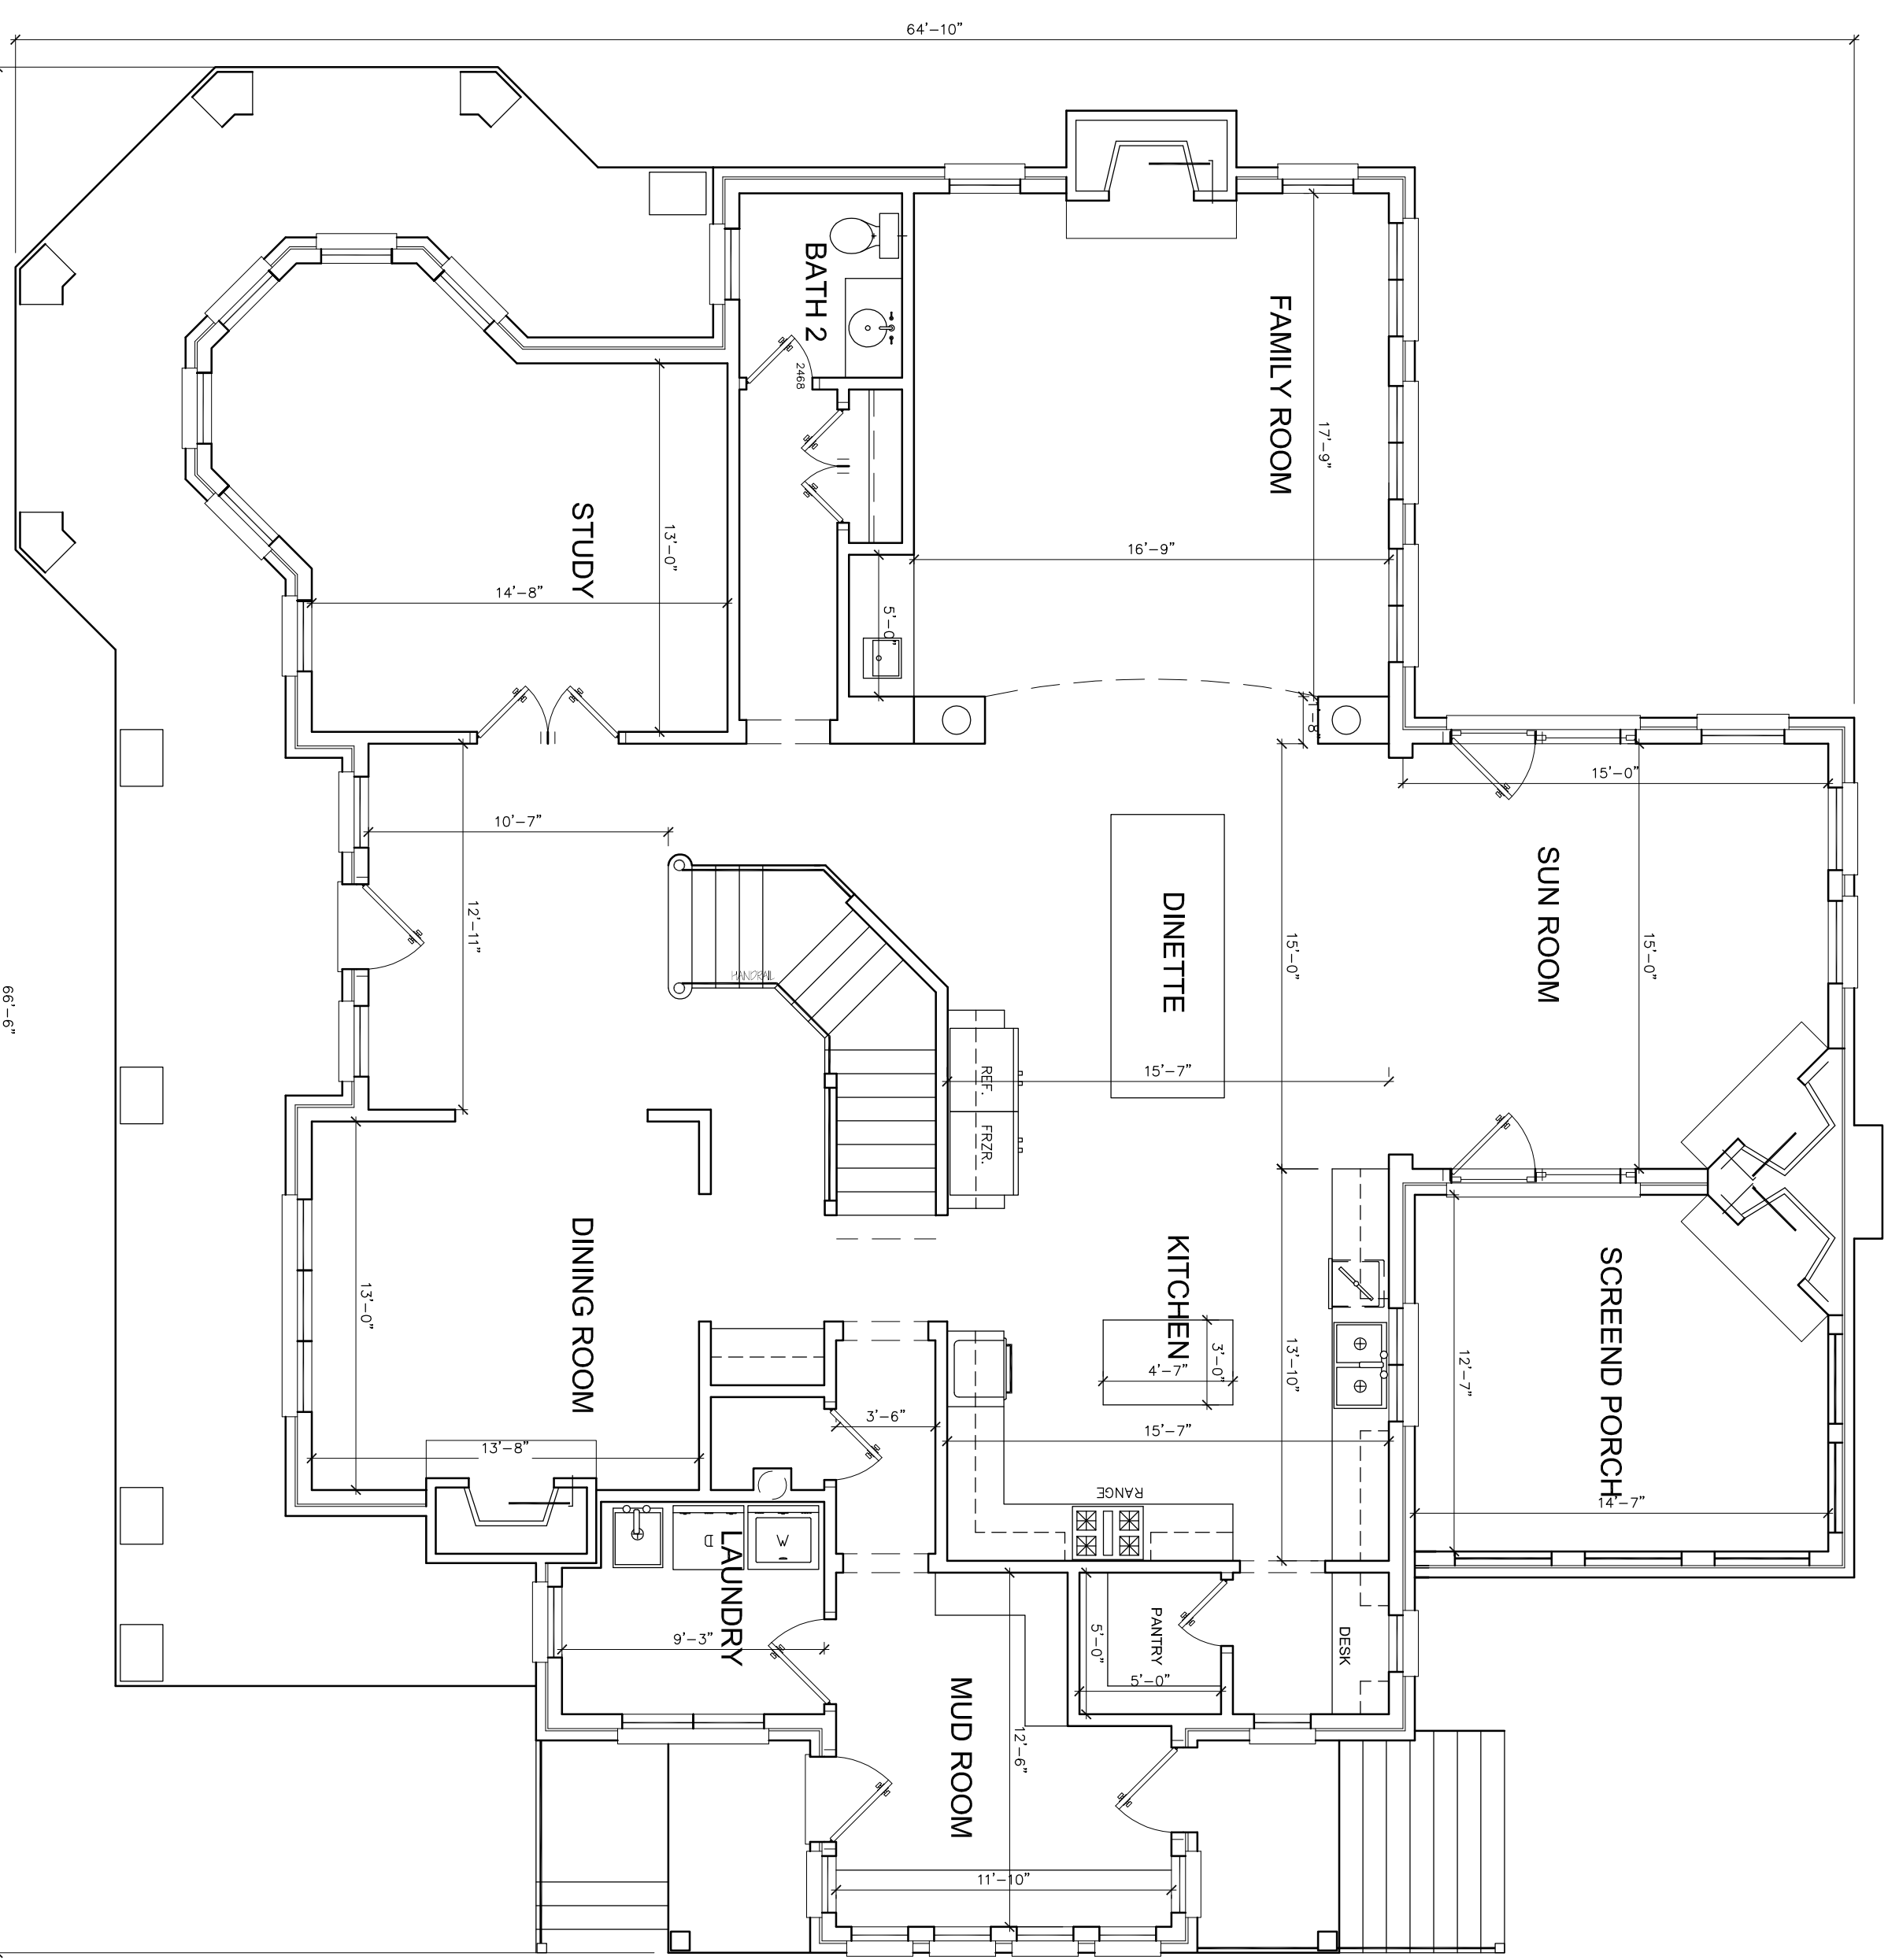 64'-10"
BATH 2
2468
FAMILY ROOM
17'-9"
16'-9"
5'-0"
STUDY
13'-0"
14'-8"
1'-8
15'-0"
SUN ROOM
15'-0"
10'-7"
12'-11"
HANDRAIL
DINETTE
15'-0"
15'-7"
REF.
FRZR.
66'-6"
DINING ROOM
13'-0"
13'-8"
3'-6"
KITCHEN
3'-0"
4'-7"
13'-10"
15'-7"
RANGE
SCREEND PORCH
12'-7"
14'-7"
D
W
LAUNDRY
9'-3"
PANTRY
5'-0"
5'-0"
DESK
MUD ROOM
12'-6"
11'-10"